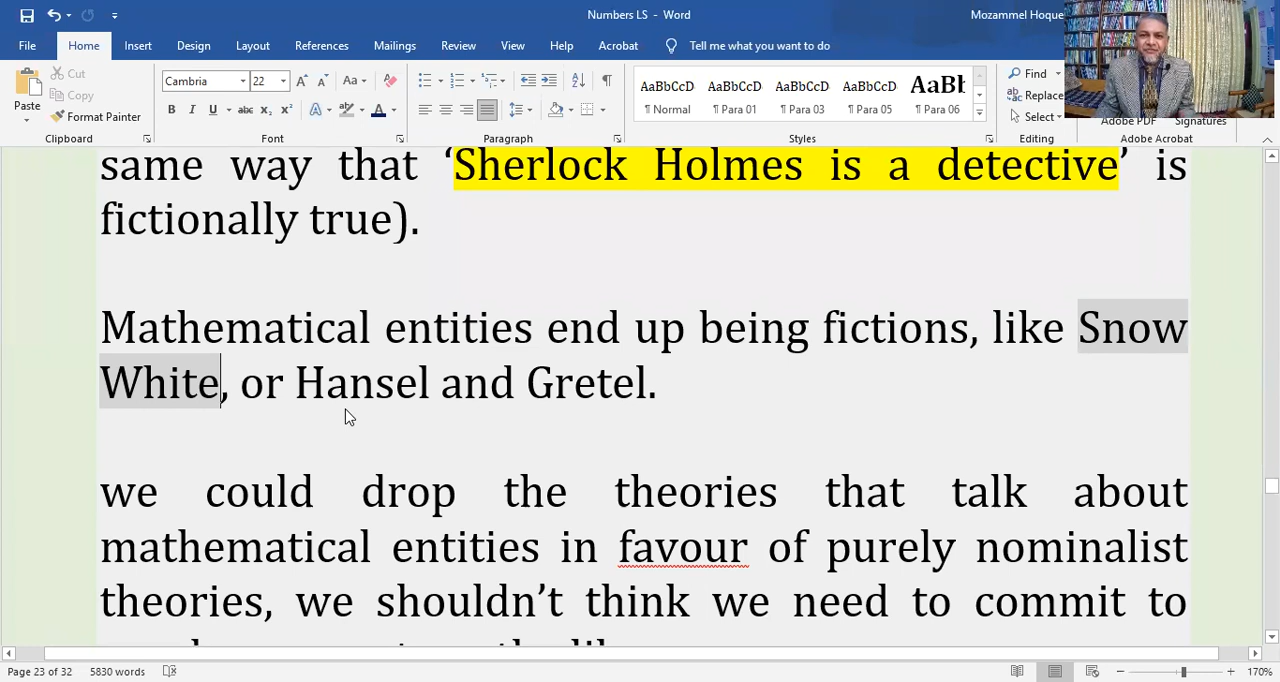 Numbers LS - Word
Mozammel Hoque
File Home Insert Design Layout References Mailings Review View Help Acrobat Tell me what you want to do
Paste
Cut
Copy
Format Painter
Clipboard
Cambria 22
Aa
B I U abc x₂ x²
Font
Paragraph
AaBbCcD AaBbCcD AaBbCcD AaBbCcD AaBb
¶ Normal ¶ Para 01 ¶ Para 03 ¶ Para 05 ¶ Para 06
Styles
Find
Replace
Select
Editing
Adobe PDF Signatures
Adobe Acrobat
same way that ‘Sherlock Holmes is a detective’ is
fictionally true).
Mathematical entities end up being fictions, like Snow
White, or Hansel and Gretel.
we could drop the theories that talk about
mathematical entities in favour of purely nominalist
theories, we shouldn’t think we need to commit to
Page 23 of 32 5830 words
170%